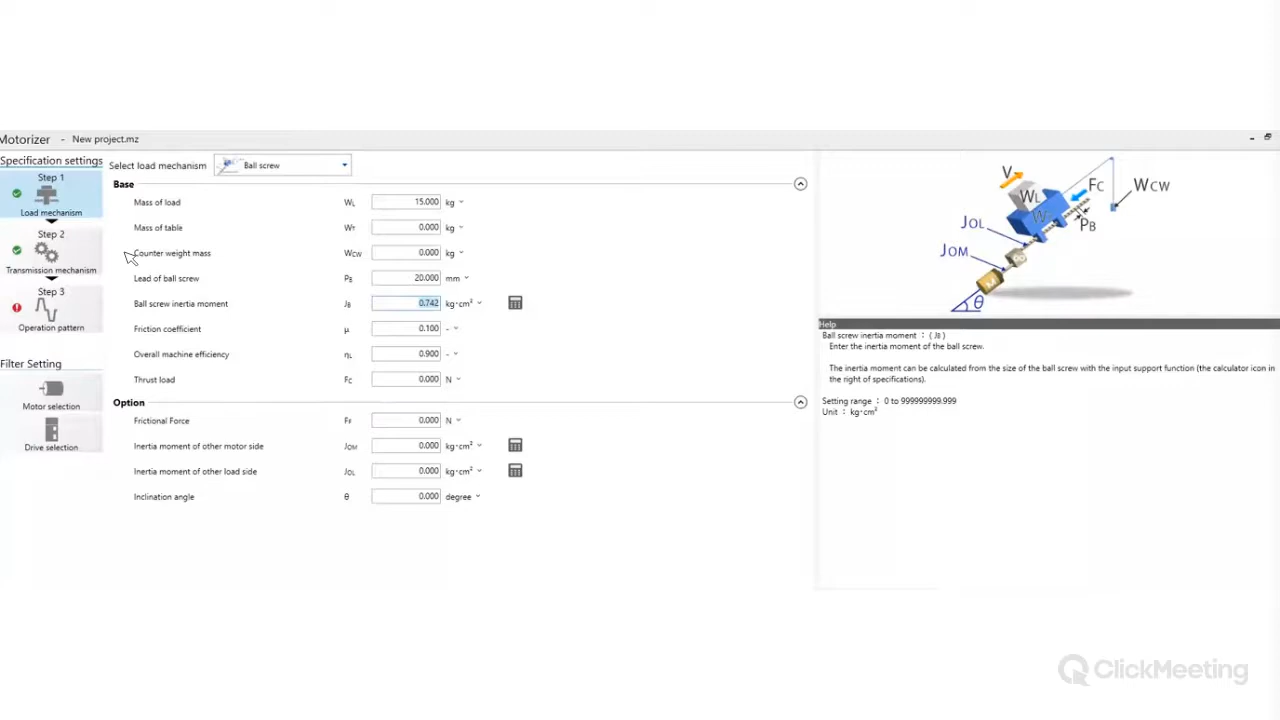 Motorizer - New project.mz
Specification settings
Step 1
Load mechanism
Step 2
Transmission mechanism
Step 3
Operation pattern
Filter Setting
Motor selection
Drive selection
Select load mechanism Ball screw
Base
Mass of load WL 15.000 kg
Mass of table WT 0.000 kg
Counter weight mass WCW 0.000 kg
Lead of ball screw PB 20.000 mm
Ball screw inertia moment JB 0.742 kg·cm²
Friction coefficient μ 0.100 -
Overall machine efficiency ηL 0.900 -
Thrust load FC 0.000 N
Option
Frictional Force FF 0.000 N
Inertia moment of other motor side JOM 0.000 kg·cm²
Inertia moment of other load side JOL 0.000 kg·cm²
Inclination angle θ 0.000 degree
V
WL
FC
WCW
PB
JOL
JOM
M
θ
Help
Ball screw inertia moment : ( JB )
Enter the inertia moment of the ball screw.
The inertia moment can be calculated from the size of the ball screw with the input support function (the calculator icon in
the right of specifications).
Setting range : 0 to 999999999.999
Unit : kg·cm²
ClickMeeting